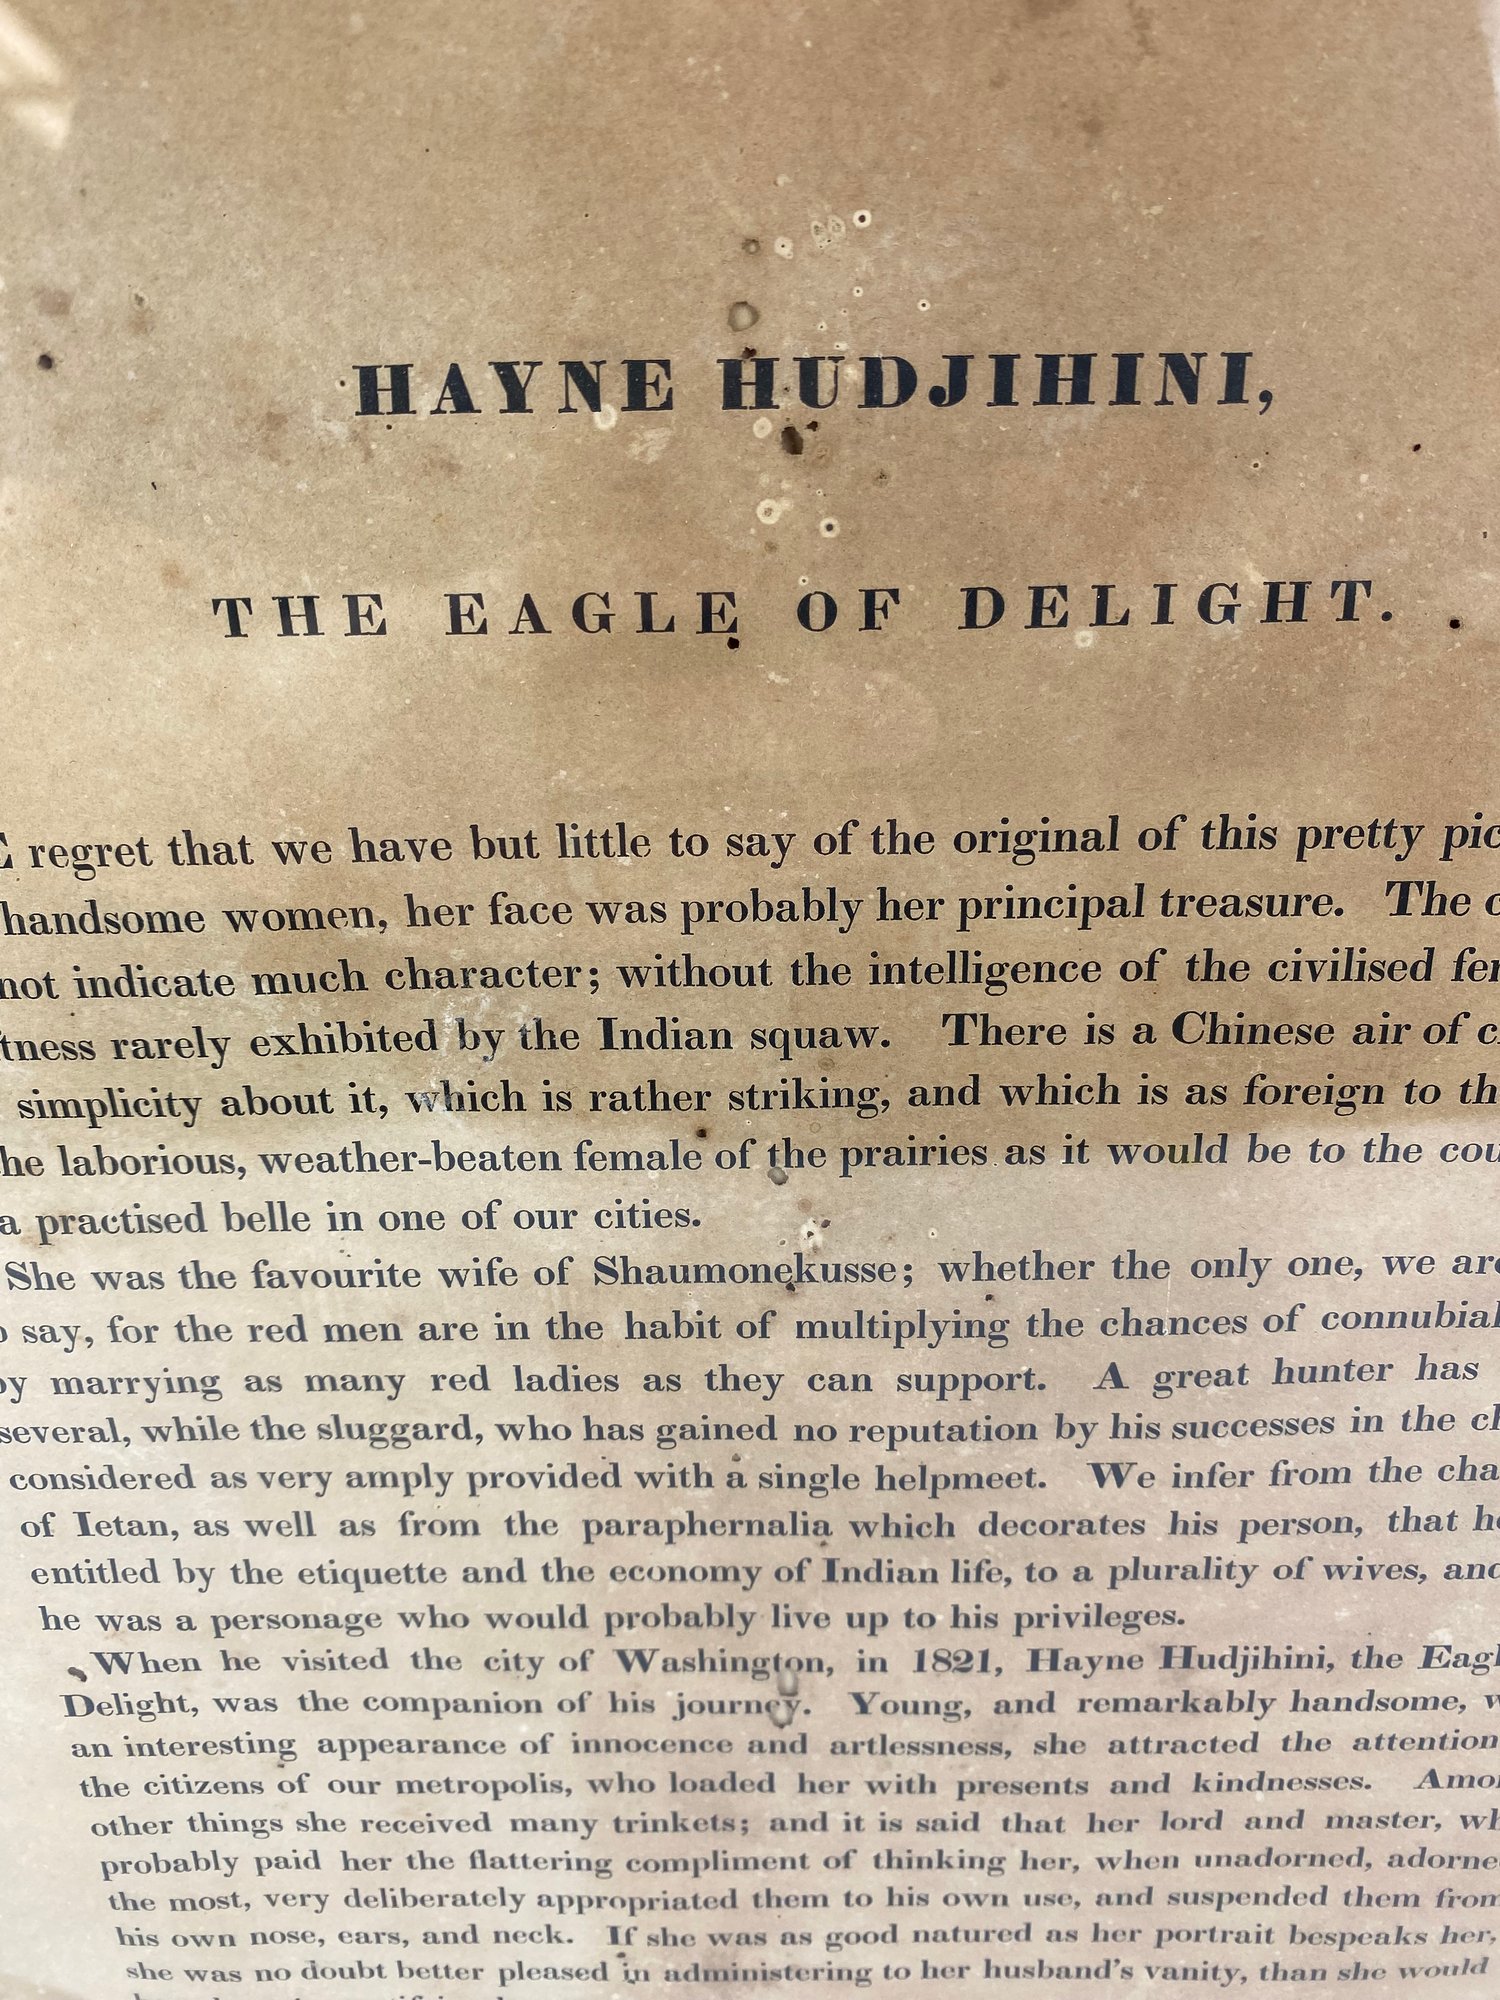 HAYNE HUDJIHINI,
THE EAGLE OF DELIGHT.
regret that we have but little to say of the original of this pretty
handsome women, her face was probably her principal treasure. The
not indicate much character; without the intelligence of the civilised
rarely exhibited by the Indian squaw. There is a Chinese air of
simplicity about it, which is rather striking, and which is as foreign to
laborious, weather-beaten female of the prairies as it would be to the
a practised belle in one of our cities.
She was the favourite wife of Shaumonekusse; whether the only one, we
say, for the red men are in the habit of multiplying the chances of connubial
marrying as many red ladies as they can support. A great hunter has
several, while the sluggard, who has gained no reputation by his successes in the
considered as very amply provided with a single helpmeet. We infer from the
of Ietan, as well as from the paraphernalia which decorates his person, that
entitled by the etiquette and the economy of Indian life, to a plurality of wives,
he was a personage who would probably live up to his privileges.
When he visited the city of Washington, in 1821, Hayne Hudjihini, the
Delight, was the companion of his journey. Young, and remarkably handsome,
an interesting appearance of innocence and artlessness, she attracted the attention
the citizens of our metropolis, who loaded her with presents and kindnesses.
other things she received many trinkets; and it is said that her lord and master,
probably paid her the flattering compliment of thinking her, when unadorned,
the most, very deliberately appropriated them to his own use, and suspended them from
his own nose, ears, and neck. If she was as good natured as her portrait bespeaks her,
she was no doubt better pleased in administering to her husband's vanity, than she would